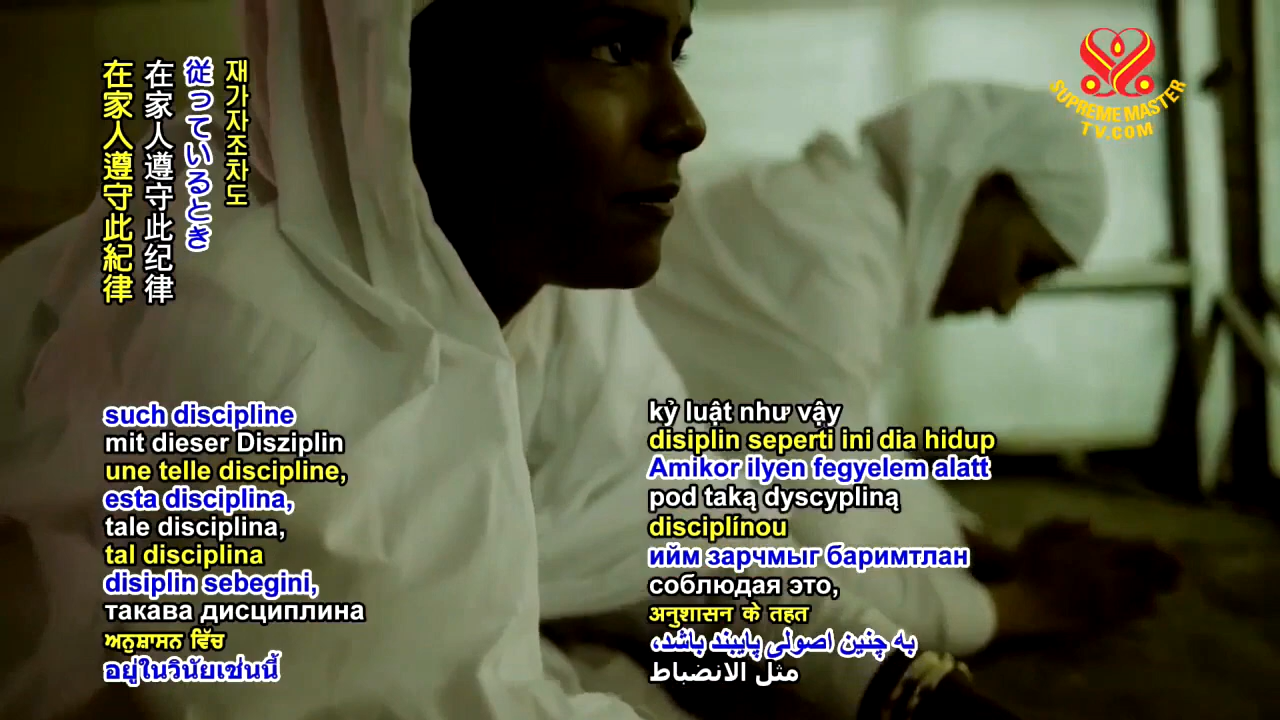 在家人遵守此紀律
在家人遵守此纪律
従っているとき
재가자조차도
SUPREME MASTER
TV.COM
such discipline
mit dieser Disziplin
une telle discipline,
esta disciplina,
tale disciplina,
tal disciplina
disiplin sebegini,
такава дисциплина
ਅਨੁਸ਼ਾਸਨ ਵਿੱਚ
อยู่ในวินัยเช่นนี้
kỷ luật như vậy
disiplin seperti ini dia hidup
Amikor ilyen fegyelem alatt
pod taką dyscypliną
disciplínou
ийм зарчмыг баримтлан
соблюдая это,
अनुशासन के तहत
به چنین اصولی پایبند باشد،
مثل الانضباط